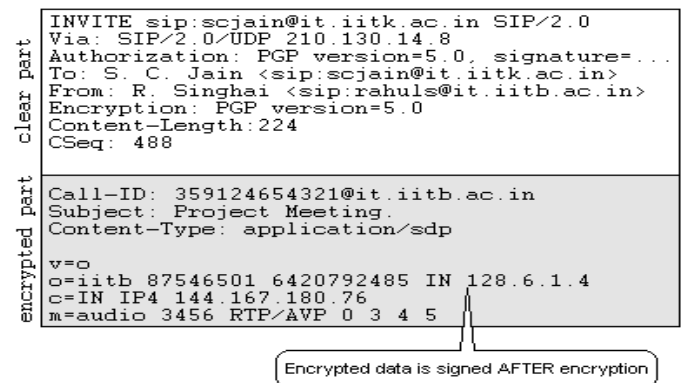 clear part
INVITE sip:scjain@it.iitk.ac.in SIP/2.0
Via: SIP/2.0/UDP 210.130.14.8
Authorization: PGP version=5.0, signature=...
To: S. C. Jain <sip:scjain@it.iitk.ac.in>
From: R. Singhai <sip:rahuls@it.iitb.ac.in>
Encryption: PGP version=5.0
Content-Length:224
CSeq: 488
encrypted part
Call-ID: 359124654321@it.iitb.ac.in
Subject: Project Meeting.
Content-Type: application/sdp
v=o
o=iitb 87546501 6420792485 IN 128.6.1.4
c=IN IP4 144.167.180.76
m=audio 3456 RTP/AVP 0 3 4 5
Encrypted data is signed AFTER encryption